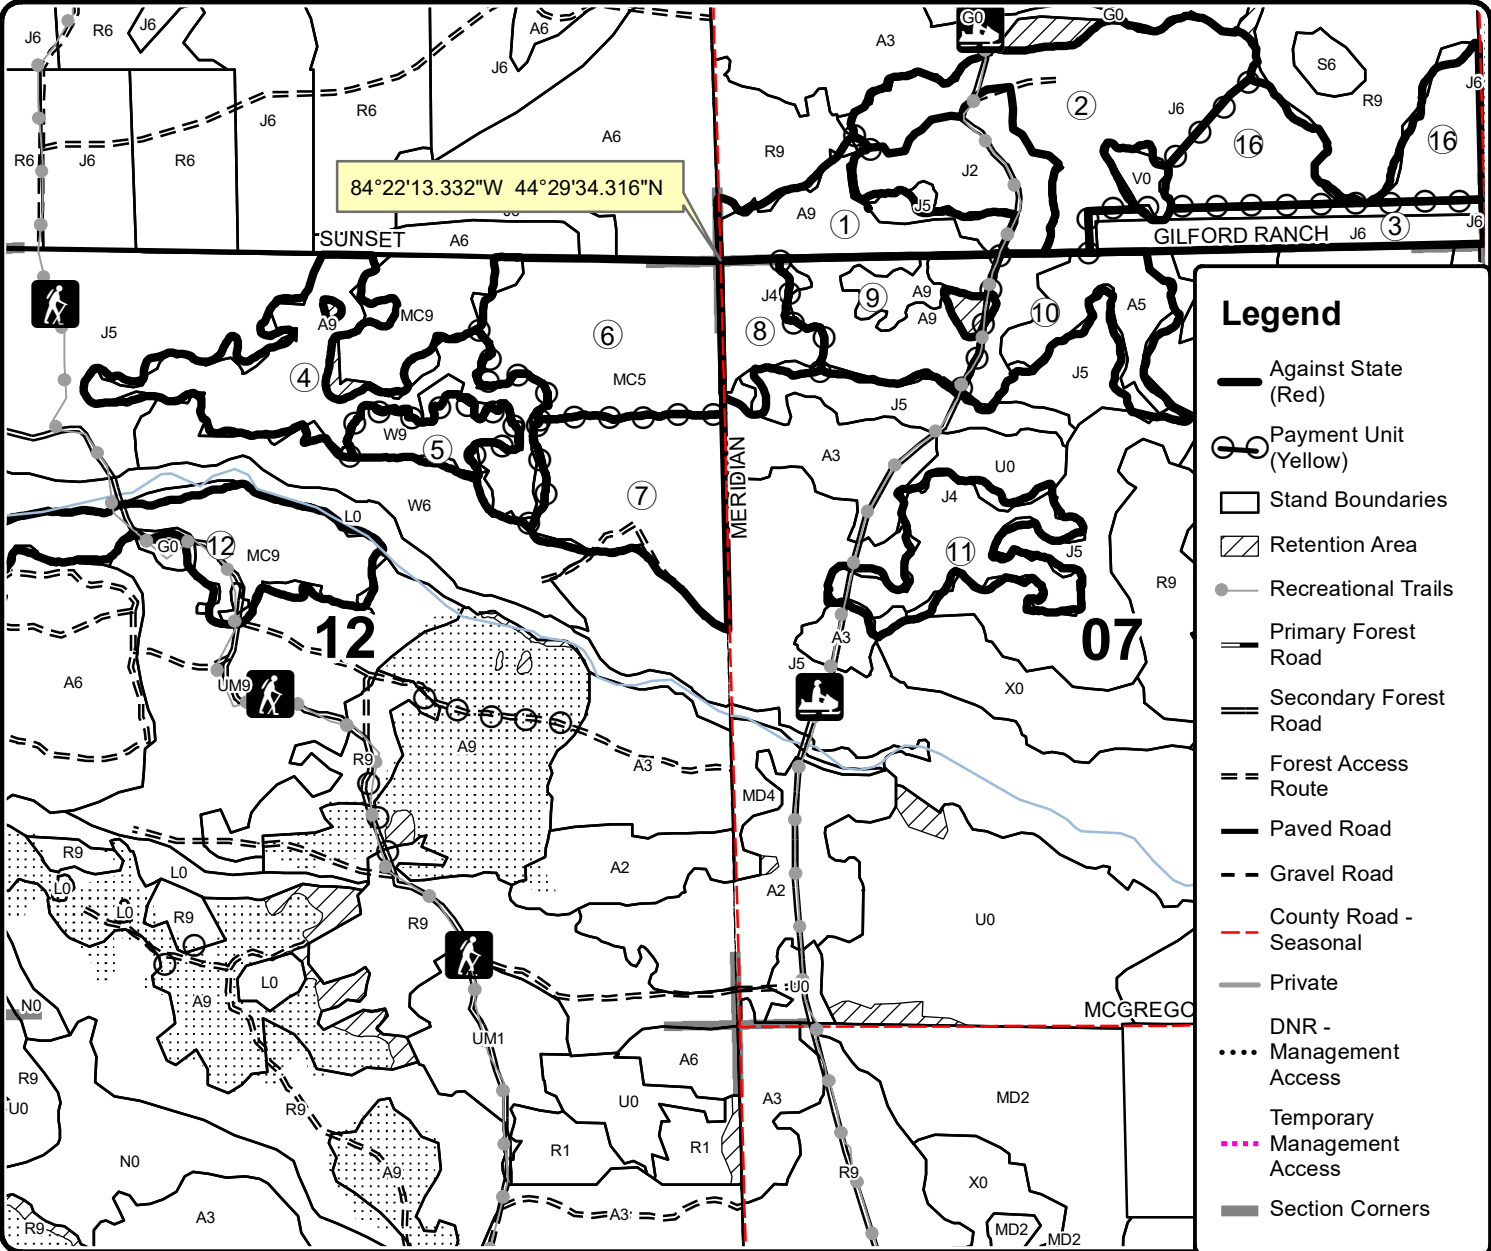 G0
G0
J6
R6
J6
A6
A3
J6
S6
J6
R9
2
J6
R6
J6
A6
16
16
R6
J6
R6
R9
J2
V0
84°22'13.332"W 44°29'34.316"N
A9
J5
1
3
J6
J6
SUNSET
A6
GILFORD RANCH
J4
9
A9
A9
10
A5
MC9
A9
J5
6
8
4
MC5
J5
J5
W9
5
A3
U0
MERIDIAN
W6
7
J4
L0
G0
12
MC9
11
J5
R9
12
07
A3
J5
A6
UM9
X0
A9
R9
A3
MD4
R9
L0
A2
A2
L0
L0
R9
R9
U0
L0
A9
U0
N0
MCGREGO
UM1
A6
R9
U0
R9
U0
A3
MD2
R1
R1
N0
A9
R9
X0
A3
A3
R9
MD2
MD2
Legend
Against State
(Red)
Payment Unit
(Yellow)
Stand Boundaries
Retention Area
Recreational Trails
Primary Forest
Road
Secondary Forest
Road
Forest Access
Route
Paved Road
Gravel Road
County Road -
Seasonal
Private
DNR -
Management
Access
Temporary
Management
Access
Section Corners